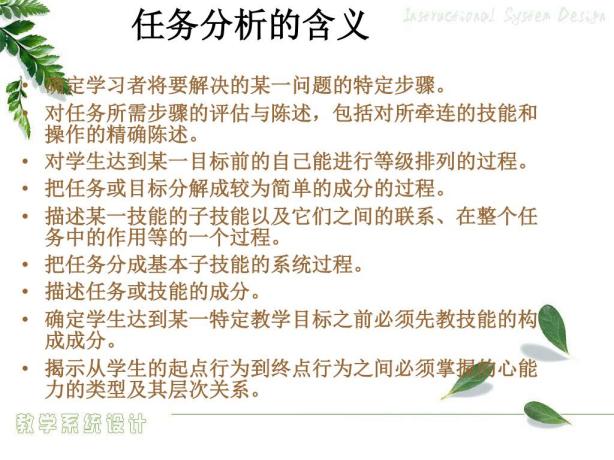 Instructional System Design
任务分析的含义
• 确定学习者将要解决的某一问题的特定步骤。
• 对任务所需步骤的评估与陈述，包括对所牵连的技能和
操作的精确陈述。
• 对学生达到某一目标前的自己能进行等级排列的过程。
• 把任务或目标分解成较为简单的成分的过程。
• 描述某一技能的子技能以及它们之间的联系、在整个任
务中的作用等的一个过程。
• 把任务分成基本子技能的系统过程。
• 描述任务或技能的成分。
• 确定学生达到某一特定教学目标之前必须先教技能的构
成成分。
• 揭示从学生的起点行为到终点行为之间必须掌握的心能
力的类型及其层次关系。
教学系统设计